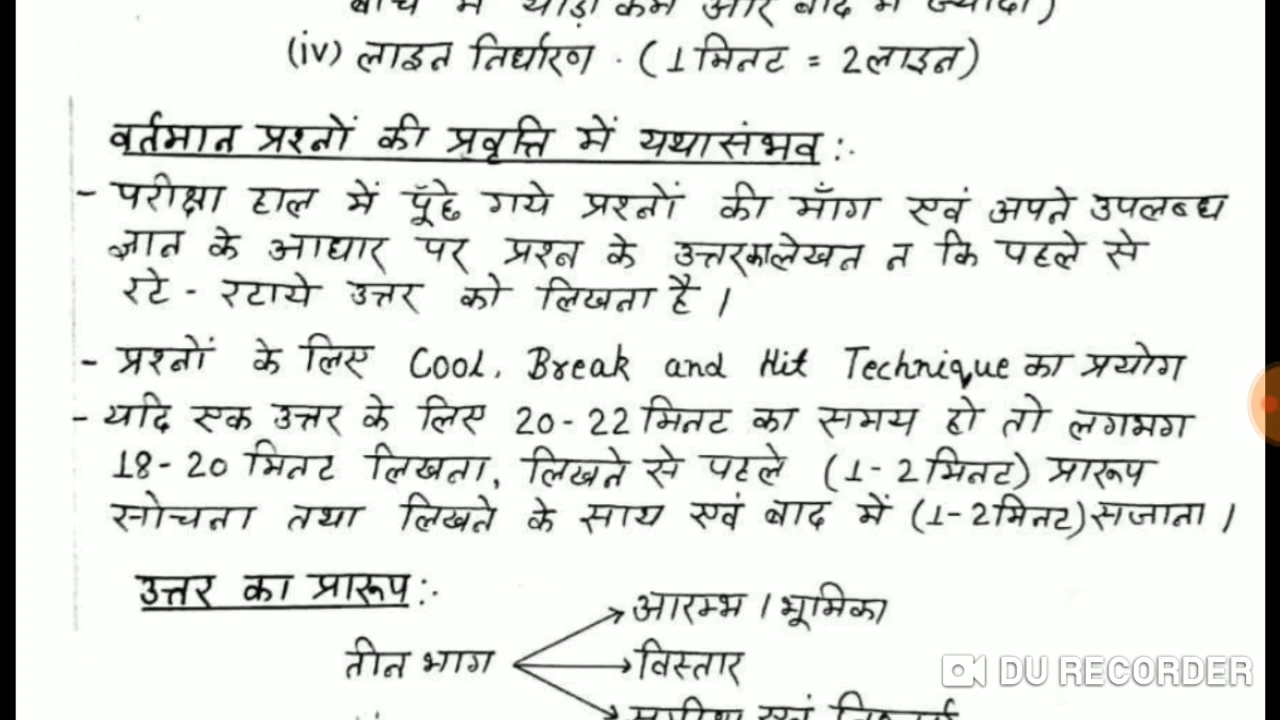 (iv) लाइन निर्धारण . (1 मिनट = 2 लाइन)
वर्तमान प्रश्नों की प्रवृत्ति में यथासंभव :-
- परीक्षा हाल में पूँछे गये प्रश्नों की माँग एवं अपने उपलब्ध
ज्ञान के आधार पर प्रश्न के उत्तर का लेखन न कि पहले से
रटे - रटाये उत्तर को लिखना है ।
- प्रश्नों के लिए Cool, Break and Hit Technique का प्रयोग
- यदि एक उत्तर के लिए 20-22 मिनट का समय हो तो लगभग
18-20 मिनट लिखना, लिखने से पहले (1-2 मिनट) प्रारूप
सोचना तथा लिखने के साथ एवं बाद में (1-2 मिनट) सजाना ।
उत्तर का प्रारूप :-
आरम्भ / भूमिका
तीन भाग
विस्तार
DU RECORDER